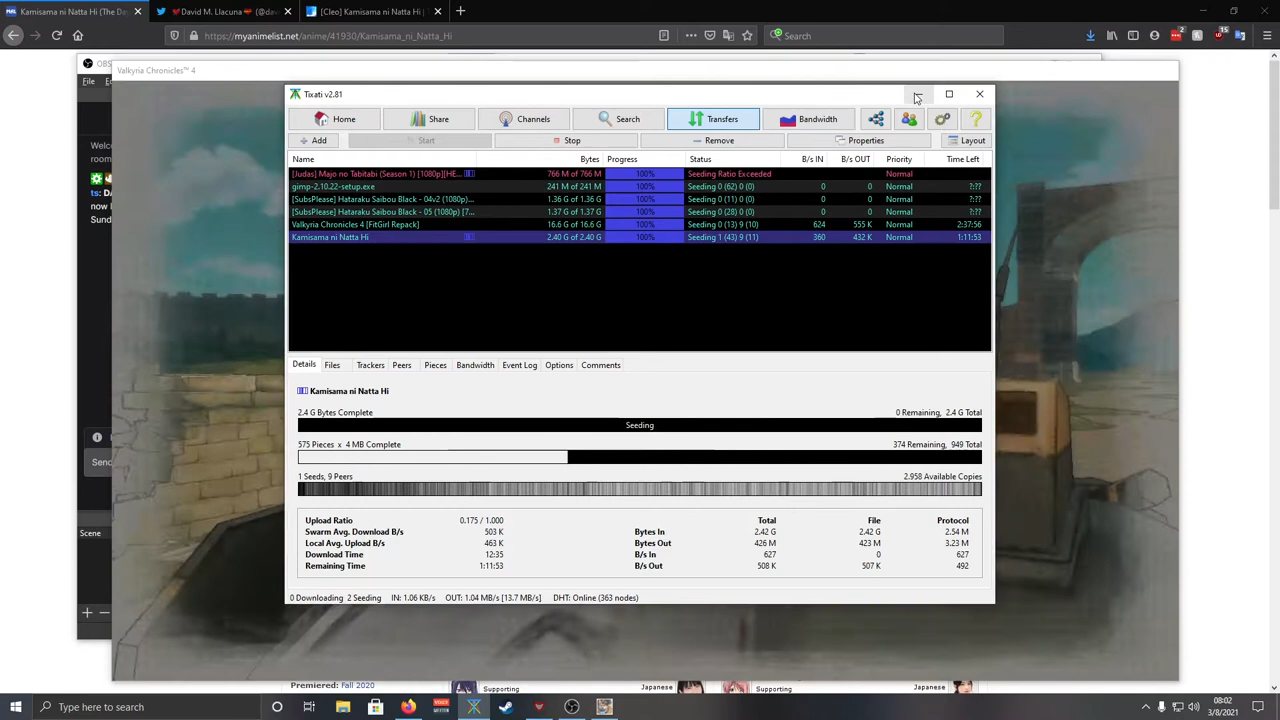 Kamisama ni Natta Hi (The Da
David M. Llacuna
(@dav
[Cleo] Kamisama ni Natta Hi |
https://myanimelist.net/anime/41930/Kamisama_ni_Natta_Hi
Search
2
15
OBS
Valkyria Chronicles™ 4
File
Tixati v2.81
Home
Share
Channels
Search
Transfers
Bandwidth
Add
Start
Stop
Remove
Properties
Layout
Name Bytes Progress Status B/s IN B/s OUT Priority Time Left
[Judas] Majo no Tabitabi (Season 1) [1080p][HE... 766 M of 766 M 100% Seeding Ratio Exceeded Normal
gimp-2.10.22-setup.exe 241 M of 241 M 100% Seeding 0 (62) 0 (0) 0 0 Normal ?:??
[SubsPlease] Hataraku Saibou Black - 04v2 (1080p)... 1.36 G of 1.36 G 100% Seeding 0 (11) 0 (0) 0 0 Normal ?:??
[SubsPlease] Hataraku Saibou Black - 05 (1080p) [7... 1.37 G of 1.37 G 100% Seeding 0 (28) 0 (0) 0 0 Normal ?:??
Valkyria Chronicles 4 [FitGirl Repack] 16.6 G of 16.6 G 100% Seeding 0 (13) 9 (10) 624 555 K Normal 2:37:56
Kamisama ni Natta Hi 2.40 G of 2.40 G 100% Seeding 1 (43) 9 (11) 360 432 K Normal 1:11:53
Welco
room
ts: D
now l
Sund
Send
Scene
Details Files Trackers Peers Pieces Bandwidth Event Log Options Comments
Kamisama ni Natta Hi
2.4 G Bytes Complete 0 Remaining, 2.4 G Total
Seeding
575 Pieces x 4 MB Complete 374 Remaining, 949 Total
1 Seeds, 9 Peers 2.958 Available Copies
Upload Ratio 0.175 / 1.000 Total File Protocol
Swarm Avg. Download B/s 503 K Bytes In 2.42 G 2.42 G 2.54 M
Local Avg. Upload B/s 463 K Bytes Out 426 M 423 M 3.23 M
Download Time 12:35 B/s In 627 0 627
Remaining Time 1:11:53 B/s Out 508 K 507 K 492
0 Downloading 2 Seeding IN: 1.06 KB/s OUT: 1.04 MB/s [13.7 MB/s] DHT: Online (363 nodes)
Premiered: Fall 2020
Supporting
Japanese
Supporting
Japanese
Type here to search
08:02
3/8/2021